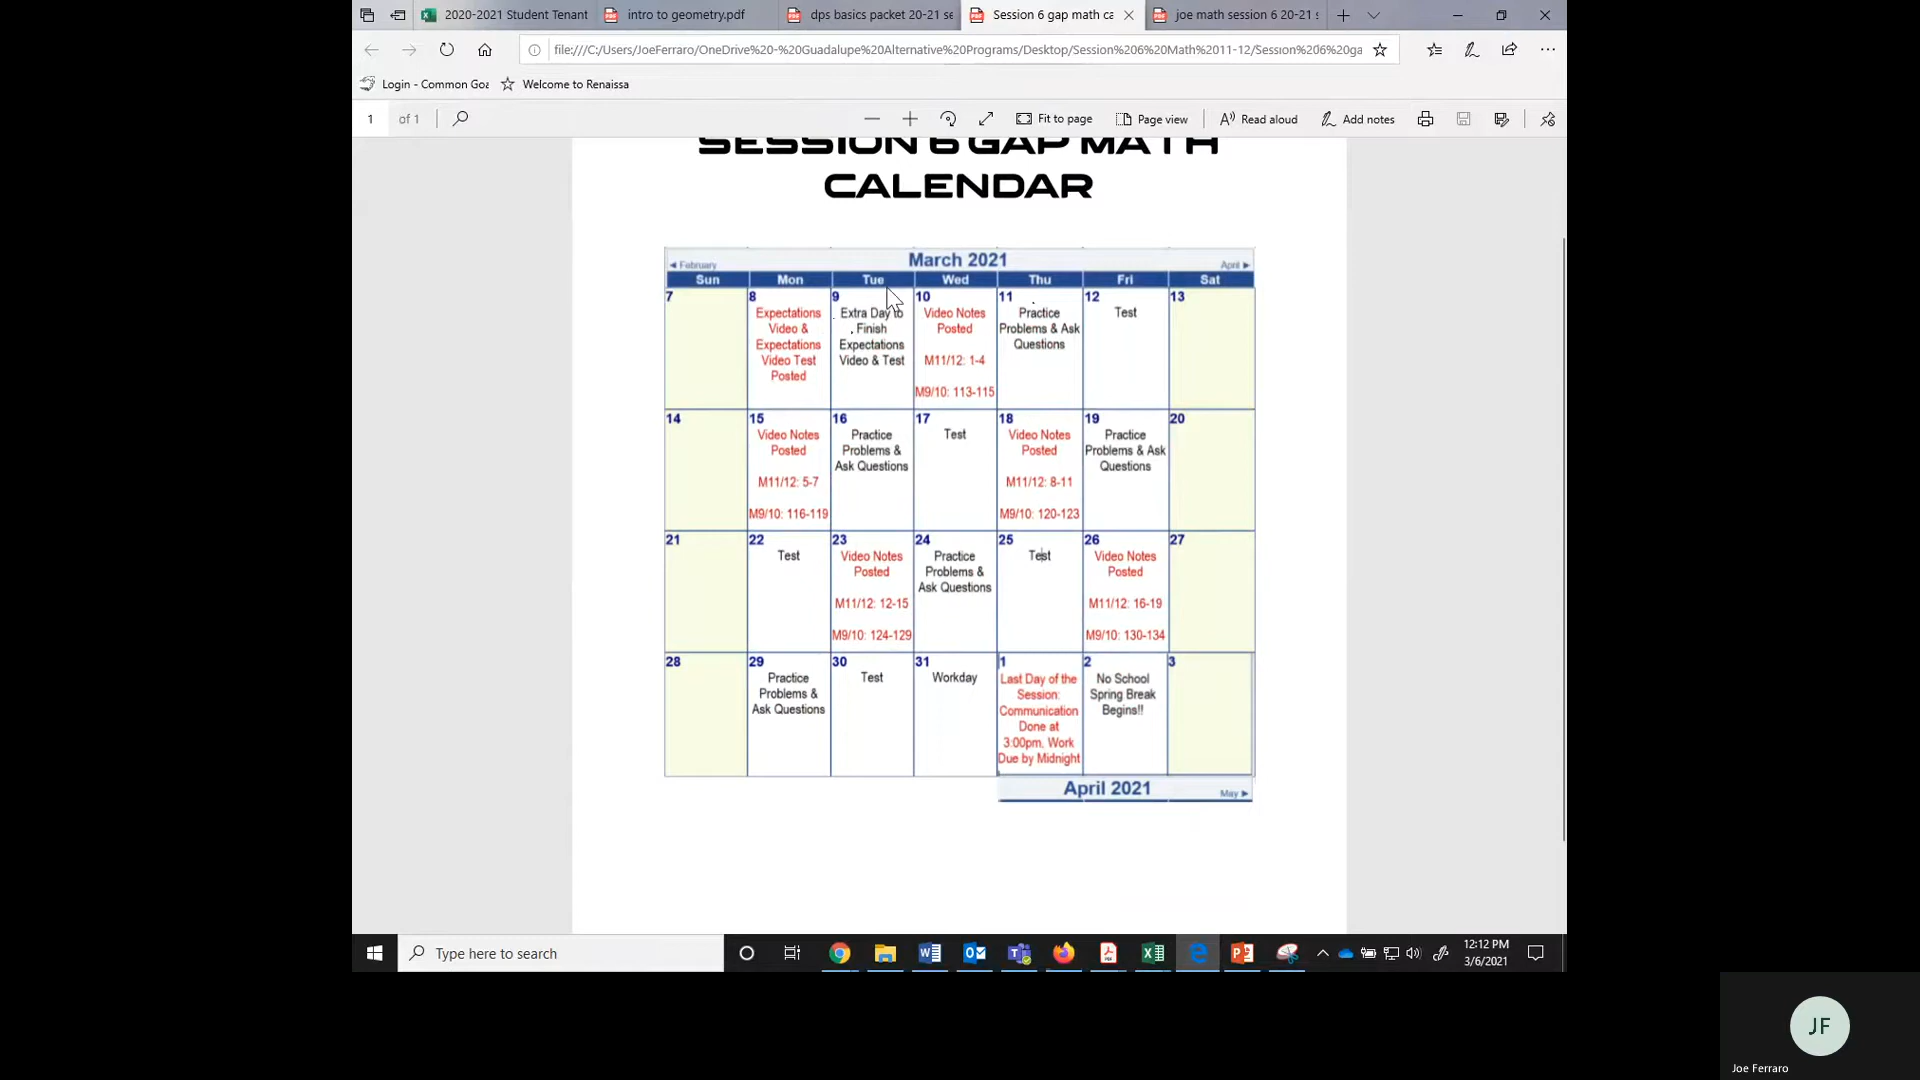 2020-2021 Student Tenant
intro to geometry.pdf
dps basics packet 20-21 se
Session 6 gap math ca
joe math session 6 20-21 s
file:///C:/Users/JoeFerraro/OneDrive%20-%20Guadalupe%20Alternative%20Programs/Desktop/Session%206%20Math%2011-12/Session%206%20ga
Login - Common Goa
Welcome to Renaissa
1 of 1
Fit to page
Page view
Read aloud
Add notes
SESSION 6 GAP MATH
CALENDAR
February
March 2021
April
Sun Mon Tue Wed Thu Fri Sat
7
8
Expectations
Video &
Expectations
Video Test
Posted
9
Extra Day to
Finish
Expectations
Video & Test
10
Video Notes
Posted
M11/12: 1-4
M9/10: 113-115
11
Practice
Problems & Ask
Questions
12
Test
13
14
15
Video Notes
Posted
M11/12: 5-7
M9/10: 116-119
16
Practice
Problems &
Ask Questions
17
Test
18
Video Notes
Posted
M11/12: 8-11
M9/10: 120-123
19
Practice
Problems & Ask
Questions
20
21
22
Test
23
Video Notes
Posted
M11/12: 12-15
M9/10: 124-129
24
Practice
Problems &
Ask Questions
25
Test
26
Video Notes
Posted
M11/12: 16-19
M9/10: 130-134
27
28
29
Practice
Problems &
Ask Questions
30
Test
31
Workday
1
Last Day of the
Session:
Communication
Done at
3:00pm, Work
Due by Midnight
2
No School
Spring Break
Begins!!
3
April 2021
May
Type here to search
12:12 PM
3/6/2021
JF
Joe Ferraro